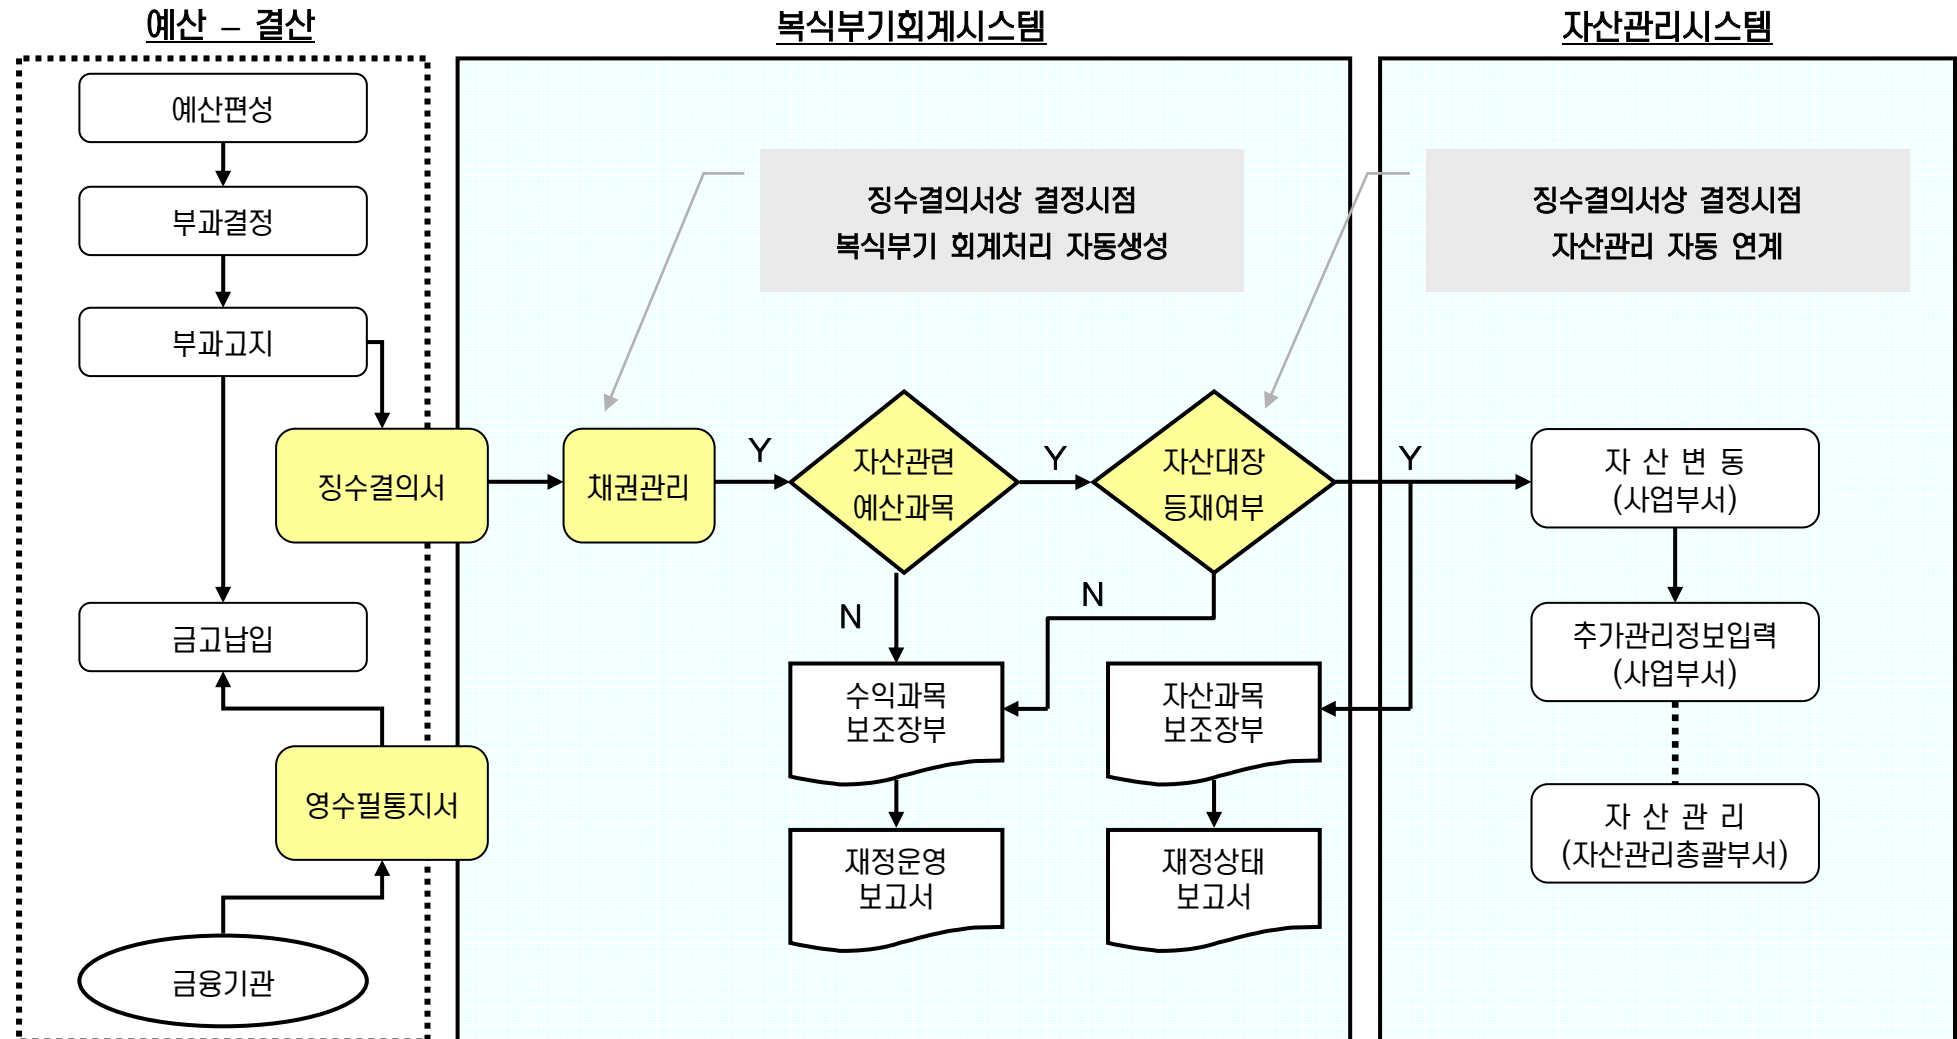 예산 – 결산
복식부기회계시스템
자산관리시스템
예산편성
부과결정
부과고지
징수결의서
금고납입
영수필통지서
금융기관
징수결의서상 결정시점
복식부기 회계처리 자동생성
채권관리
Y
자산관련
예산과목
Y
자산대장
등재여부
Y
N
N
수익과목
보조장부
자산과목
보조장부
재정운영
보고서
재정상태
보고서
징수결의서상 결정시점
자산관리 자동 연계
자 산 변 동
(사업부서)
추가관리정보입력
(사업부서)
자 산 관 리
(자산관리총괄부서)